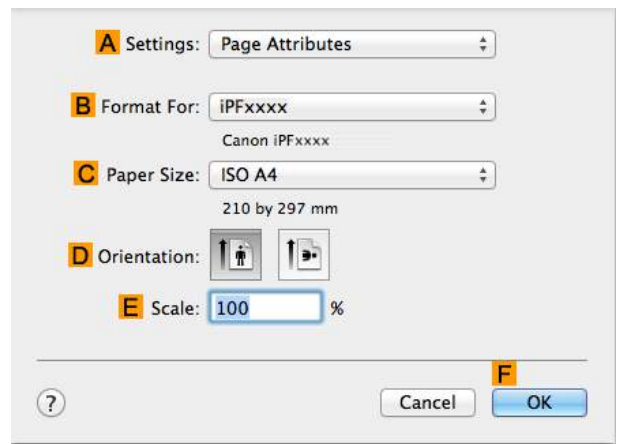 A Settings: Page Attributes
B Format For: iPFxxxx
Canon iPFxxxx
C Paper Size: ISO A4
210 by 297 mm
D Orientation:
E Scale: 100 %
F
? Cancel OK